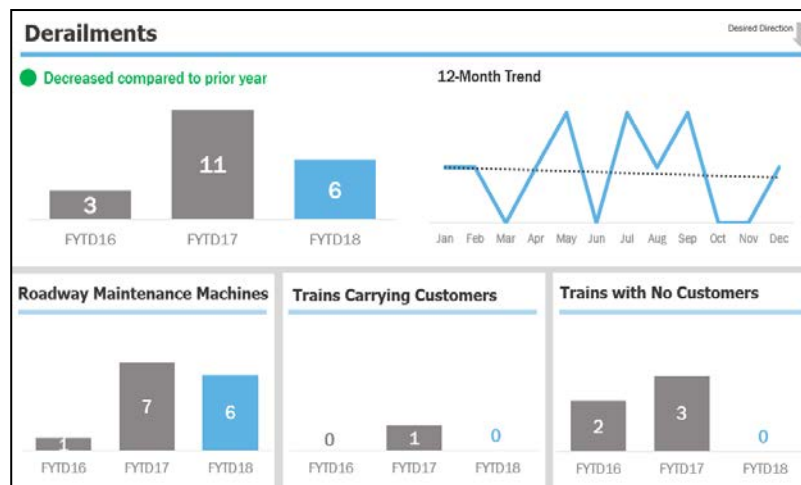 Derailments
Desired Direction
Decreased compared to prior year
12-Month Trend
3
11
6
FYTD16 FYTD17 FYTD18
Jan Feb Mar Apr May Jun Jul Aug Sep Oct Nov Dec
Roadway Maintenance Machines
1
7
6
FYTD16 FYTD17 FYTD18
Trains Carrying Customers
0
1
0
FYTD16 FYTD17 FYTD18
Trains with No Customers
2
3
0
FYTD16 FYTD17 FYTD18